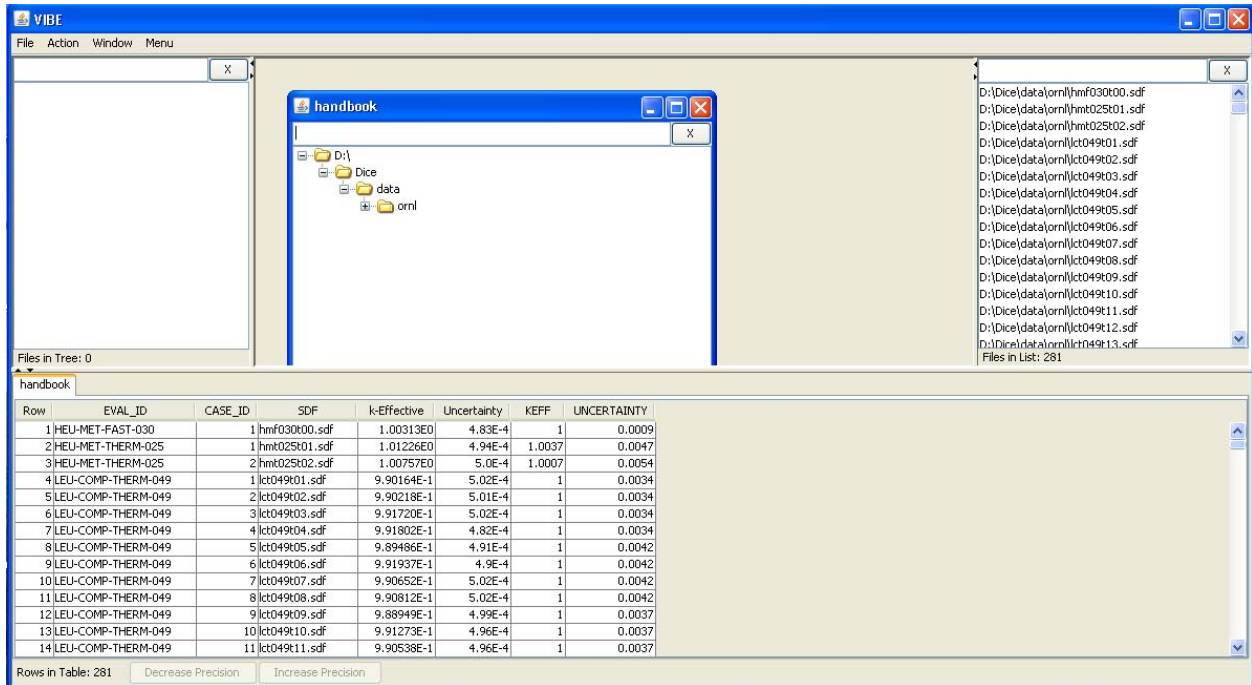 VIBE
File Action Window Menu
X
X
handbook
X
D:\
Dice
data
ornl
D:\Dice\data\ornl\hmf030t00.sdf
D:\Dice\data\ornl\hmt025t01.sdf
D:\Dice\data\ornl\hmt025t02.sdf
D:\Dice\data\ornl\lct049t01.sdf
D:\Dice\data\ornl\lct049t02.sdf
D:\Dice\data\ornl\lct049t03.sdf
D:\Dice\data\ornl\lct049t04.sdf
D:\Dice\data\ornl\lct049t05.sdf
D:\Dice\data\ornl\lct049t06.sdf
D:\Dice\data\ornl\lct049t07.sdf
D:\Dice\data\ornl\lct049t08.sdf
D:\Dice\data\ornl\lct049t09.sdf
D:\Dice\data\ornl\lct049t10.sdf
D:\Dice\data\ornl\lct049t11.sdf
D:\Dice\data\ornl\lct049t12.sdf
D:\Dice\data\ornl\lct049t13.sdf
Files in Tree: 0
Files in List: 281
handbook
Row EVAL_ID CASE_ID SDF k-Effective Uncertainty KEFF UNCERTAINTY
1 HEU-MET-FAST-030 1 hmf030t00.sdf 1.00313E0 4.83E-4 1 0.0009
2 HEU-MET-THERM-025 1 hmt025t01.sdf 1.01226E0 4.94E-4 1.0037 0.0047
3 HEU-MET-THERM-025 2 hmt025t02.sdf 1.00757E0 5.0E-4 1.0007 0.0054
4 LEU-COMP-THERM-049 1 lct049t01.sdf 9.90164E-1 5.02E-4 1 0.0034
5 LEU-COMP-THERM-049 2 lct049t02.sdf 9.90218E-1 5.01E-4 1 0.0034
6 LEU-COMP-THERM-049 3 lct049t03.sdf 9.91720E-1 5.02E-4 1 0.0034
7 LEU-COMP-THERM-049 4 lct049t04.sdf 9.91802E-1 4.82E-4 1 0.0034
8 LEU-COMP-THERM-049 5 lct049t05.sdf 9.89486E-1 4.91E-4 1 0.0042
9 LEU-COMP-THERM-049 6 lct049t06.sdf 9.91937E-1 4.9E-4 1 0.0042
10 LEU-COMP-THERM-049 7 lct049t07.sdf 9.90652E-1 5.02E-4 1 0.0042
11 LEU-COMP-THERM-049 8 lct049t08.sdf 9.90812E-1 5.02E-4 1 0.0042
12 LEU-COMP-THERM-049 9 lct049t09.sdf 9.88949E-1 4.99E-4 1 0.0037
13 LEU-COMP-THERM-049 10 lct049t10.sdf 9.91273E-1 4.96E-4 1 0.0037
14 LEU-COMP-THERM-049 11 lct049t11.sdf 9.90538E-1 4.96E-4 1 0.0037
Rows in Table: 281 Decrease Precision Increase Precision